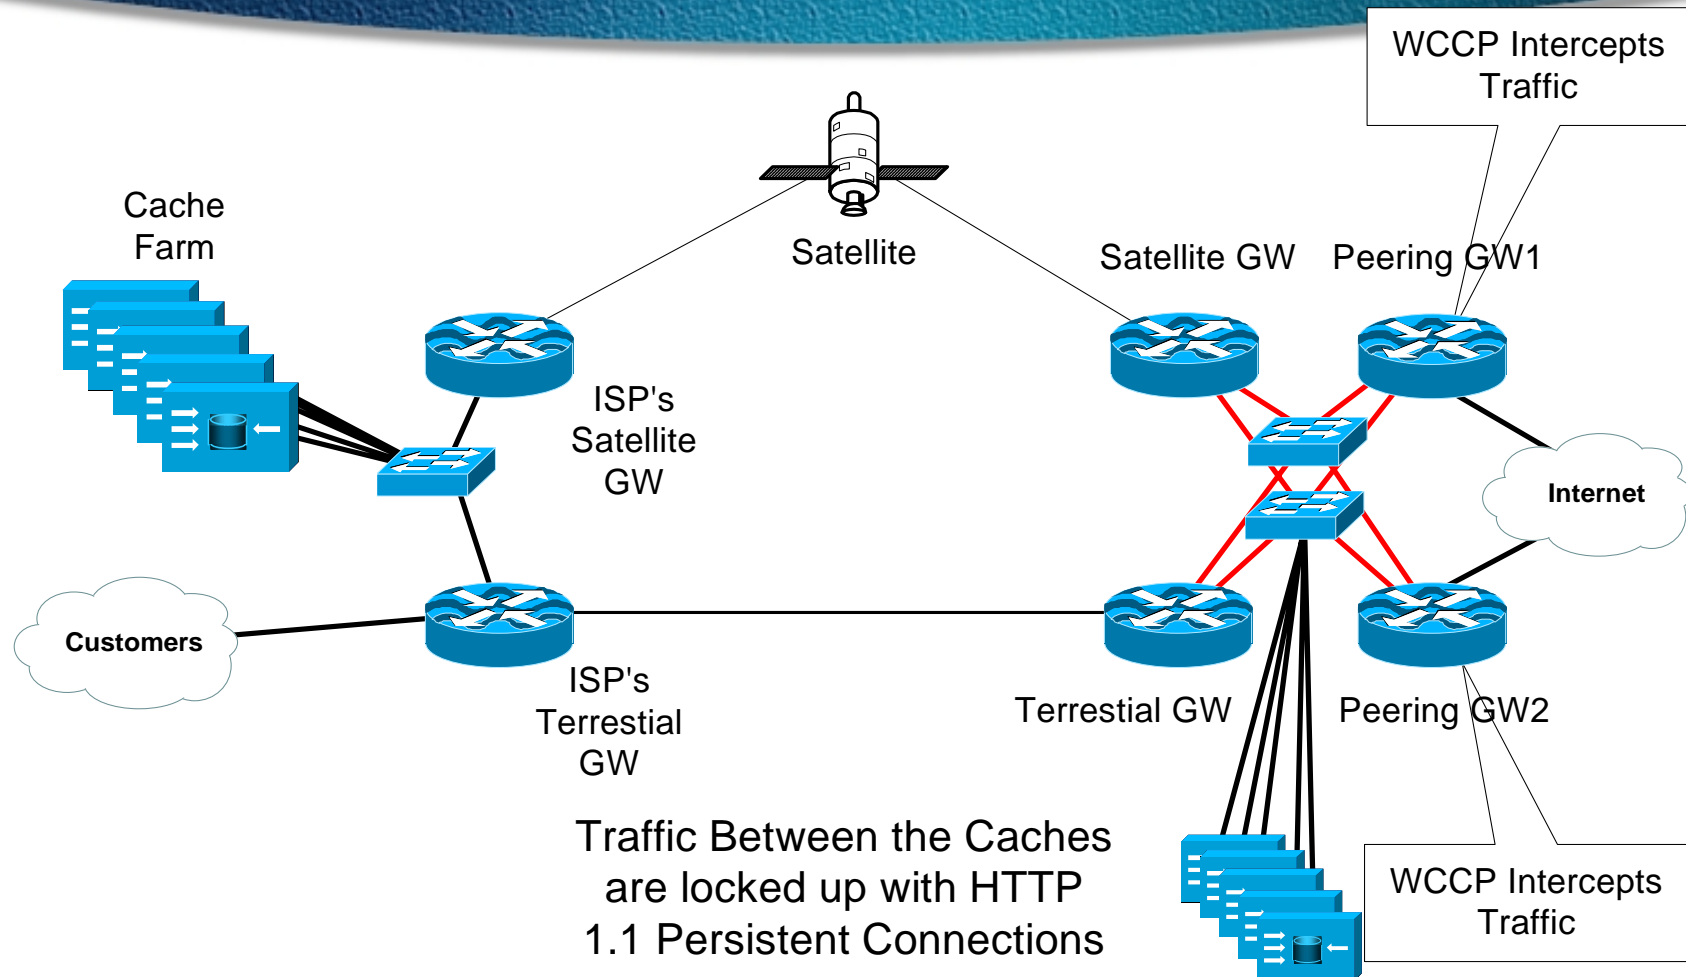 WCCP Intercepts
Traffic
Cache
Farm
Satellite
Satellite GW
Peering GW1
ISP's
Satellite
GW
Internet
Customers
ISP's
Terrestial
GW
Terrestial GW
Peering GW2
Traffic Between the Caches
are locked up with HTTP
1.1 Persistent Connections
WCCP Intercepts
Traffic